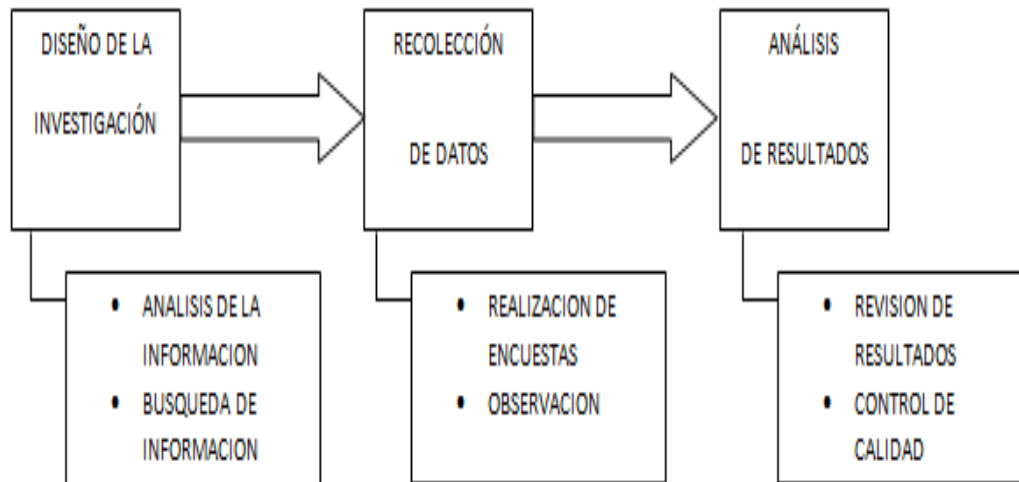 DISEÑO DE LA
INVESTIGACIÓN
RECOLECCIÓN
DE DATOS
ANÁLISIS
DE RESULTADOS
• ANALISIS DE LA
INFORMACION
• BUSQUEDA DE
INFORMACION
• REALIZACION DE
ENCUESTAS
• OBSERVACION
• REVISION DE
RESULTADOS
• CONTROL DE
CALIDAD